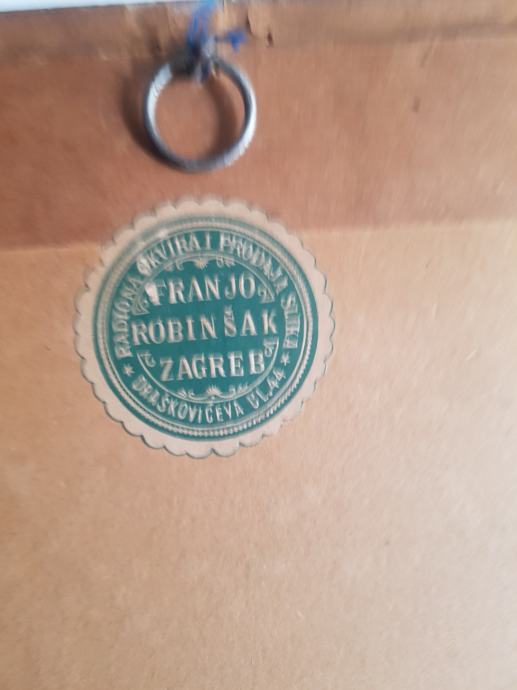 RADIONA OKVIRA I PRODAJA SLIKA
FRANJO
ROBINŠAK
ZAGREB
* DRAŠKOVIĆEVA UL. 44 *